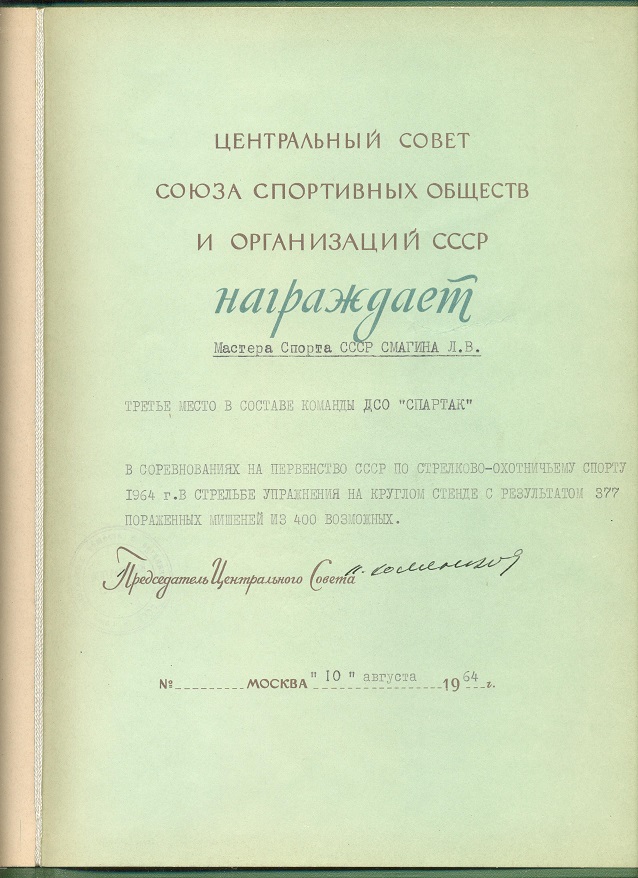 ЦЕНТРАЛЬНЫЙ СОВЕТ
СОЮЗА СПОРТИВНЫХ ОБЩЕСТВ
И ОРГАНИЗАЦИЙ СССР
награждает
Мастера Спорта СССР СМАГИНА Л.В.
ТРЕТЬЕ МЕСТО В СОСТАВЕ КОМАНДЫ ДСО "СПАРТАК"
В СОРЕВНОВАНИЯХ НА ПЕРВЕНСТВО СССР ПО СТРЕЛКОВО-ОХОТНИЧЬЕМУ СПОРТУ
1964 г.В СТРЕЛЬБЕ УПРАЖНЕНИЯ НА КРУГЛОМ СТЕНДЕ С РЕЗУЛЬТАТОМ 377
ПОРАЖЕННЫХ МИШЕНЕЙ ИЗ 400 ВОЗМОЖНЫХ.
Председатель Центрального Совета
№ МОСКВА "10" августа 1964 г.